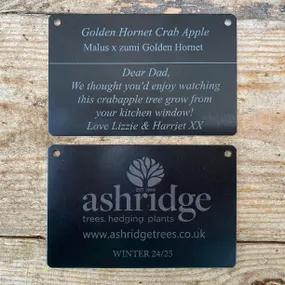 Golden Hornet Crab Apple
Malus x zumi Golden Hornet
Dear Dad,
We thought you'd enjoy watching
this crabapple tree grow from
your kitchen window!
Love Lizzie & Harriet XX
EST 1949
ashridge
trees. hedging. plants
www.ashridgetrees.co.uk
WINTER 24/25